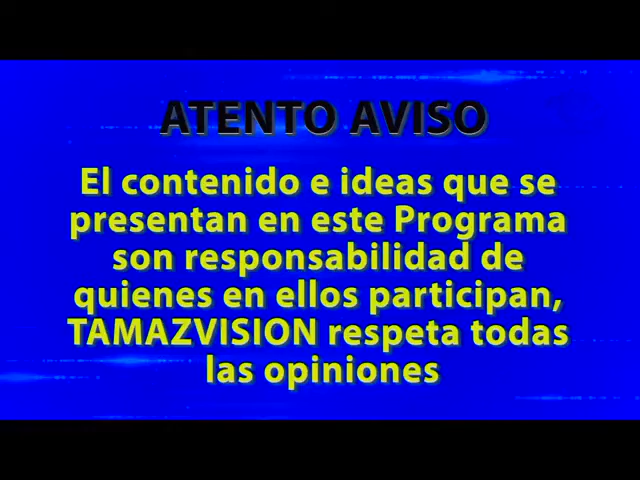 ATENTO AVISO
El contenido e ideas que se
presentan en este Programa
son responsabilidad de
quienes en ellos participan,
TAMAZVISION respeta todas
las opiniones